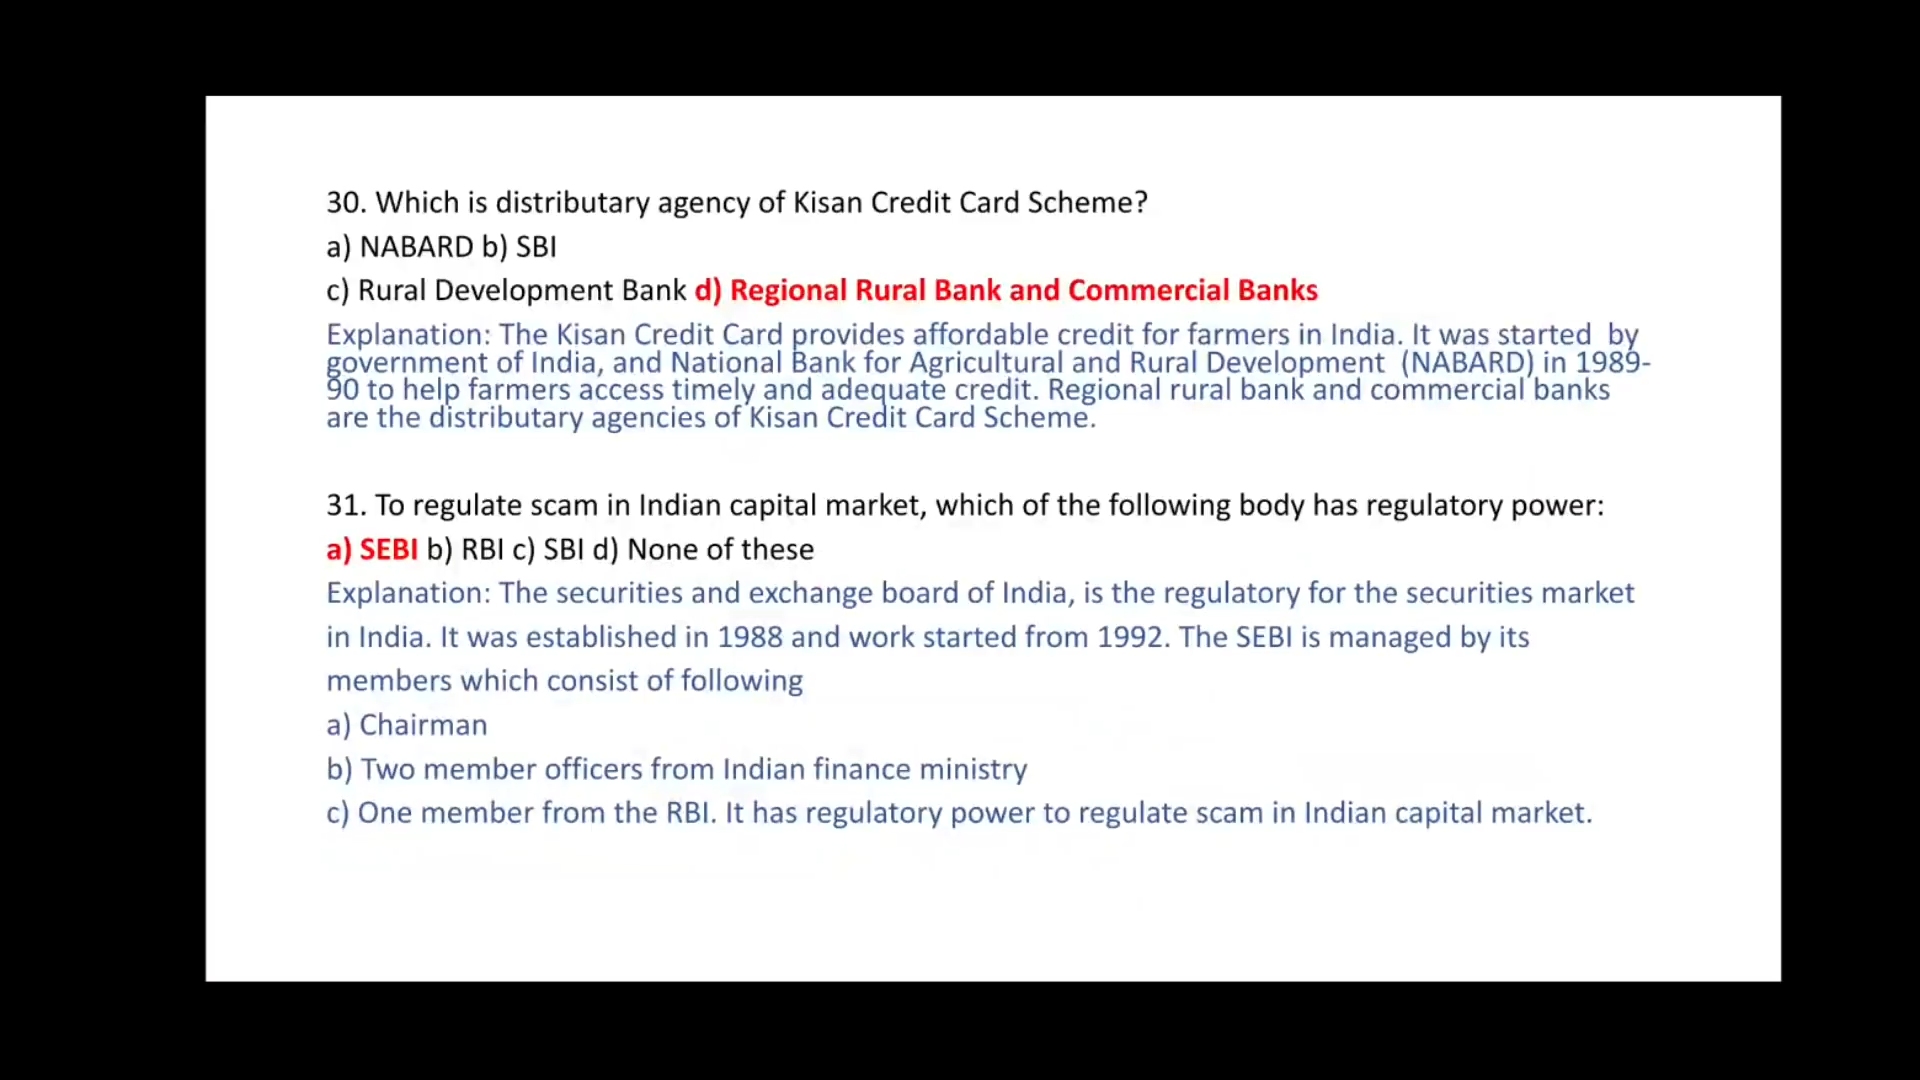 30. Which is distributary agency of Kisan Credit Card Scheme?
a) NABARD b) SBI
c) Rural Development Bank d) Regional Rural Bank and Commercial Banks
Explanation: The Kisan Credit Card provides affordable credit for farmers in India. It was started by
government of India, and National Bank for Agricultural and Rural Development (NABARD) in 1989-
90 to help farmers access timely and adequate credit. Regional rural bank and commercial banks
are the distributary agencies of Kisan Credit Card Scheme.
31. To regulate scam in Indian capital market, which of the following body has regulatory power:
a) SEBI b) RBI c) SBI d) None of these
Explanation: The securities and exchange board of India, is the regulatory for the securities market
in India. It was established in 1988 and work started from 1992. The SEBI is managed by its
members which consist of following
a) Chairman
b) Two member officers from Indian finance ministry
c) One member from the RBI. It has regulatory power to regulate scam in Indian capital market.